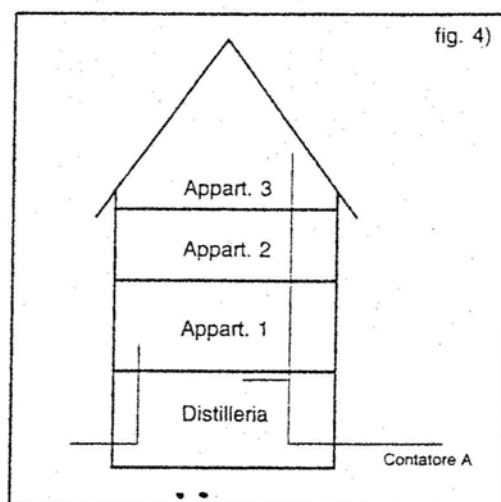 fig. 4)
Appart. 3
Appart. 2
Appart. 1
Distilleria
Contatore A